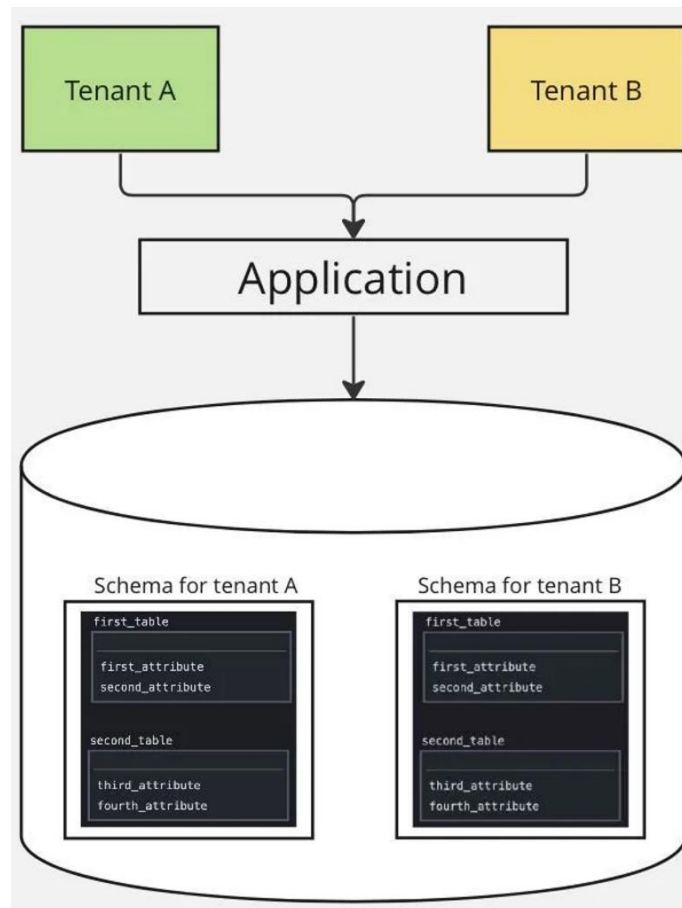 Tenant A
Tenant B
Application
Schema for tenant A
first_table
first_attribute
second_attribute
second_table
third_attribute
fourth_attribute
Schema for tenant B
first_table
first_attribute
second_attribute
second_table
third_attribute
fourth_attribute